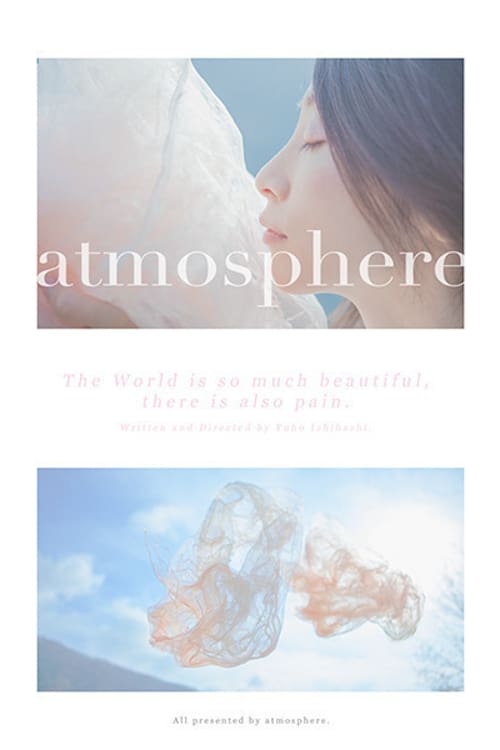 atmosphere
The World is so much beautiful,
there is also pain.
Written and Directed by Yuho Ishibashi.
All presented by atmosphere.